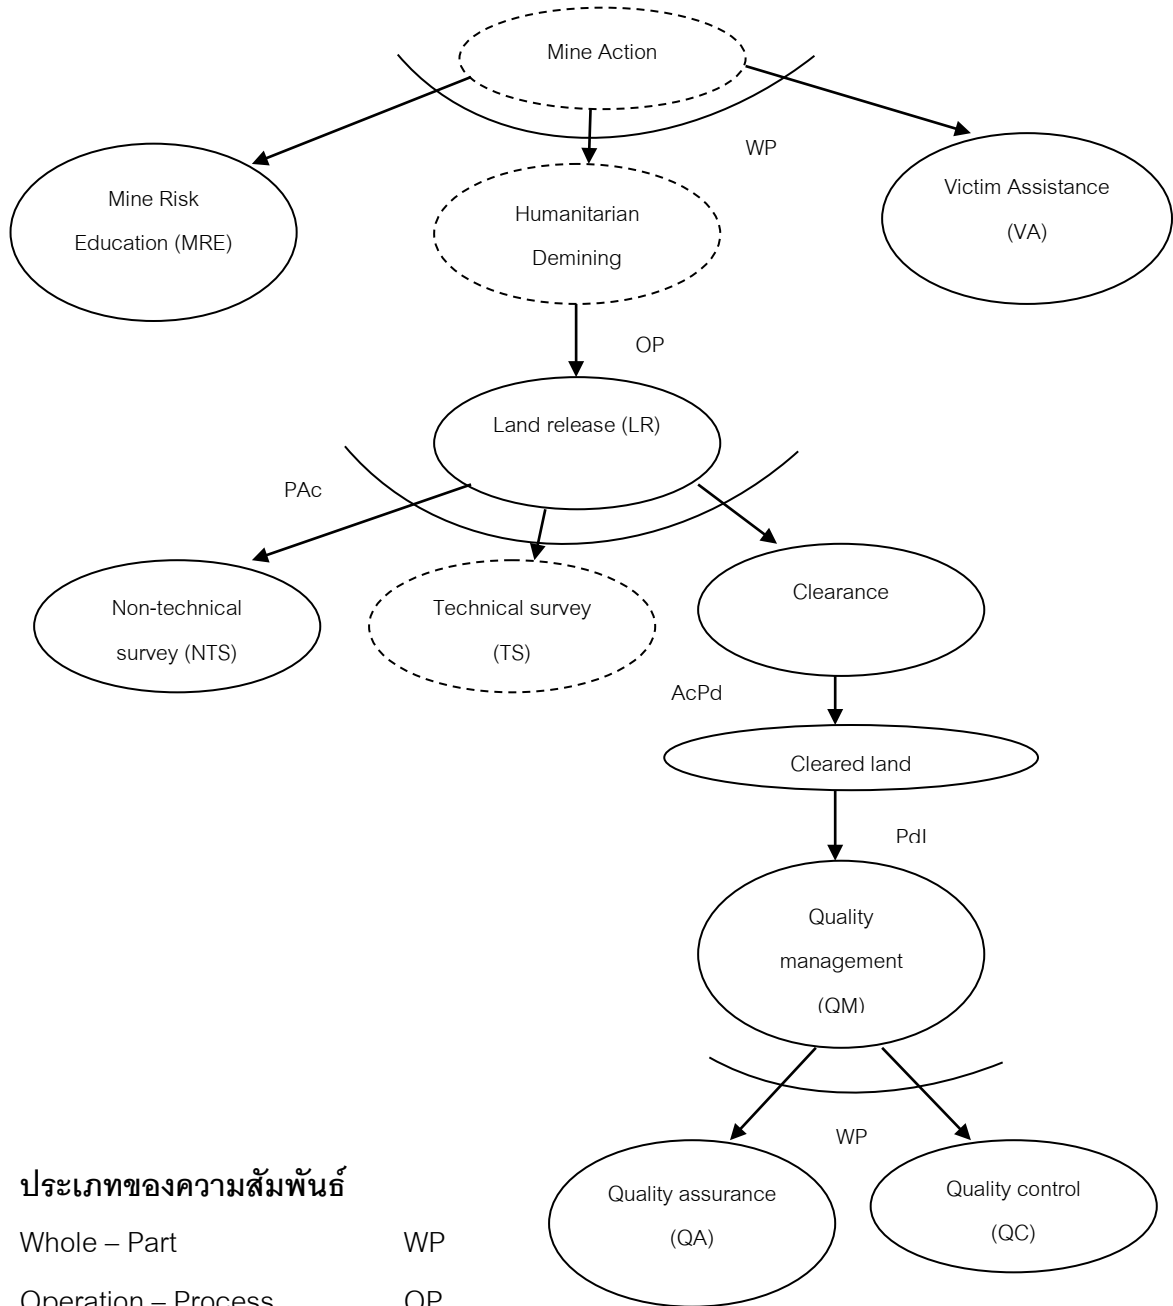 Mine Action
WP
Mine Risk
Education (MRE)
Humanitarian
Demining
Victim Assistance
(VA)
OP
Land release (LR)
PAc
Non-technical
survey (NTS)
Technical survey
(TS)
Clearance
AcPd
Cleared land
PdI
Quality
management
(QM)
WP
Quality assurance
(QA)
Quality control
(QC)
ประเภทของความสัมพันธ์
Whole – Part WP
Operation – Process OP